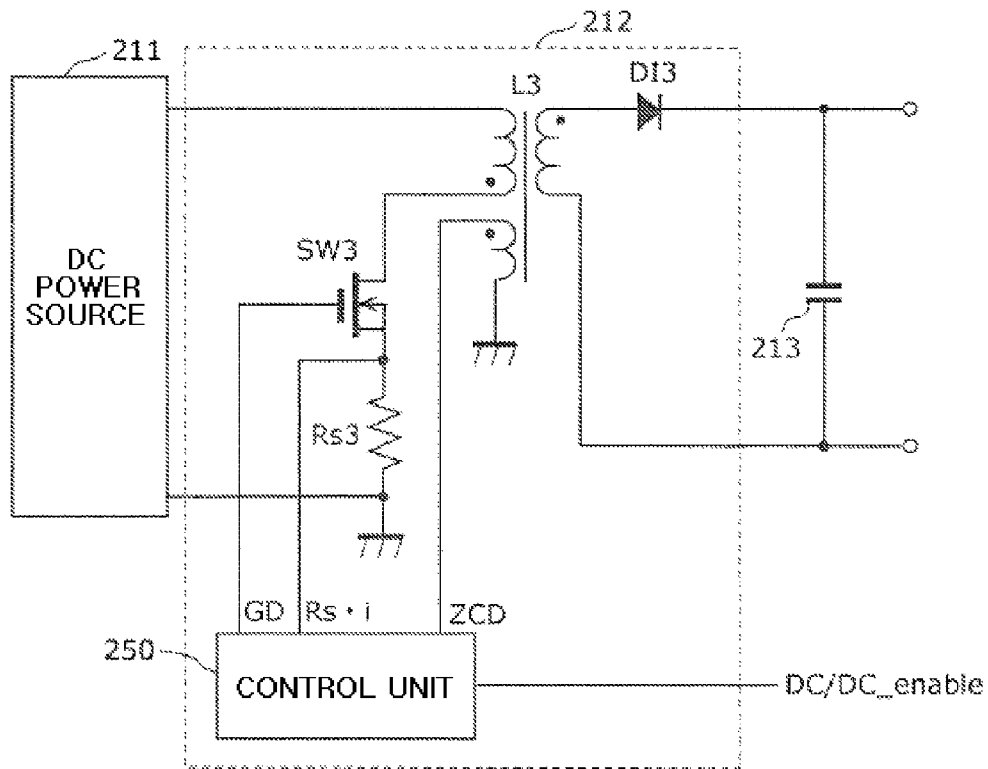 212
211
DI3
L3
DC
POWER
SOURCE
SW3
213
Rs3
GD
Rs・i
ZCD
250
CONTROL UNIT
DC/DC_enable